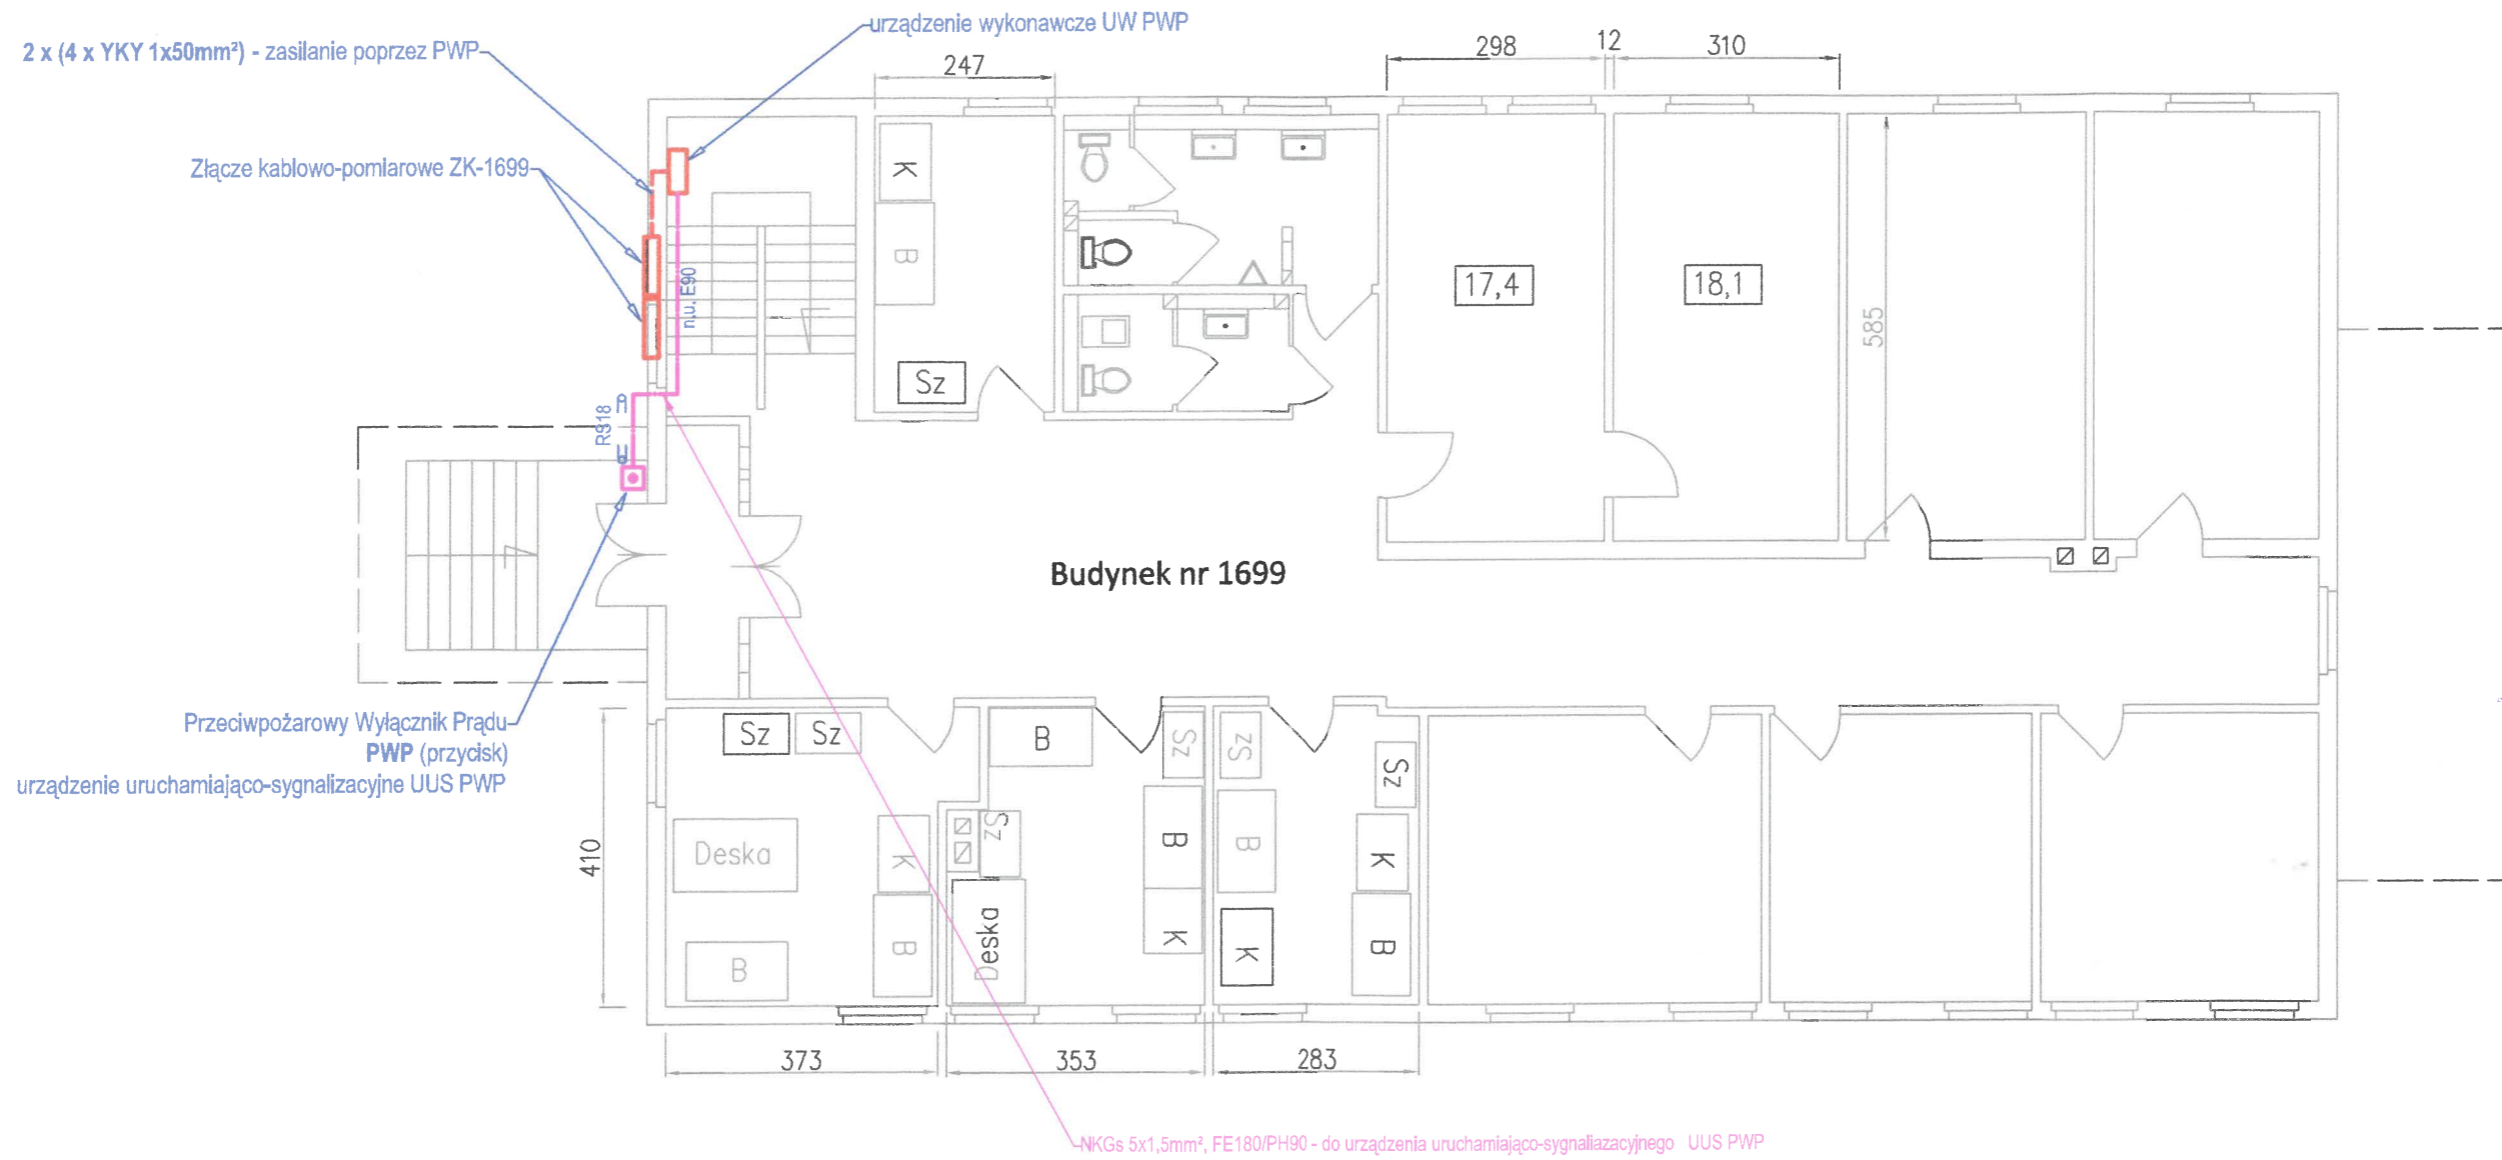 urządzenie wykonawcze UW PWP
2 x (4 x YKY 1x50mm²) - zasilanie poprzez PWP
298
12
310
247
Złącze kablowo-pomiarowe ZK-1699
K
B
n.u. E90
17,4
18,1
585
Sz
RS18
Budynek nr 1699
Przeciwpożarowy Wyłącznik Prądu
PWP (przycisk)
urządzenie uruchamiająco-sygnalizacyjne UUS PWP
Sz
Sz
B
Sz
Sz
Sz
410
Deska
K
Sz
B
B
K
B
B
Deska
K
K
B
373
353
283
NKGs 5x1,5mm², FE180/PH90 - do urządzenia uruchamiająco-sygnaliazacyjnego UUS PWP